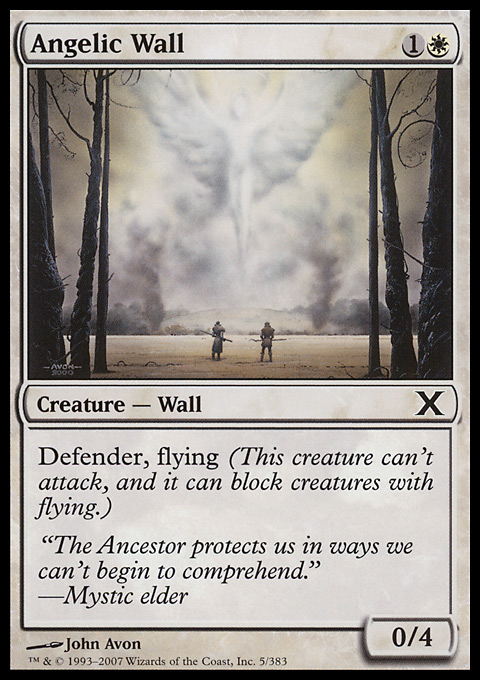 Angelic Wall
1
AVON
2000
Creature — Wall
X
Defender, flying (This creature can't
attack, and it can block creatures with
flying.)
“The Ancestor protects us in ways we
can't begin to comprehend.”
—Mystic elder
John Avon
0/4
™ & © 1993–2007 Wizards of the Coast, Inc. 5/383